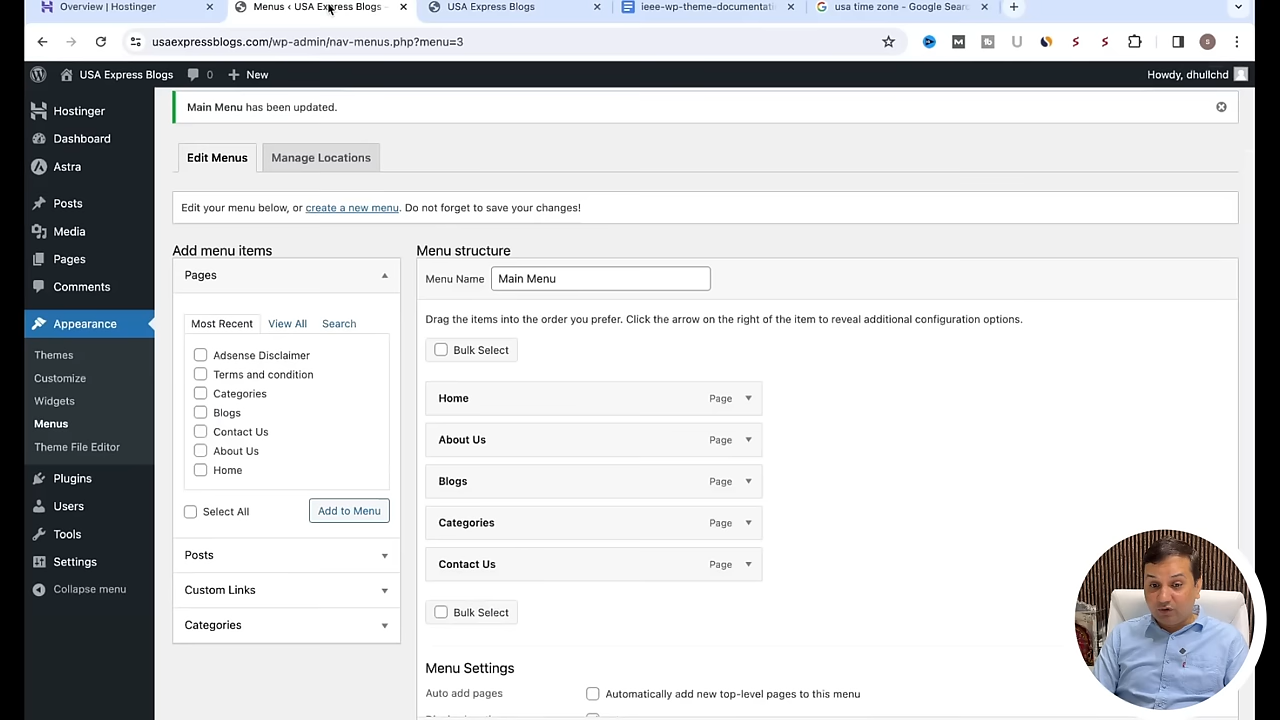 Overview | Hostinger
Menus ‹ USA Express Blogs -
USA Express Blogs
ieee-wp-theme-documentati
usa time zone - Google Sear
usaexpressblogs.com/wp-admin/nav-menus.php?menu=3
USA Express Blogs
0
New
Howdy, dhullchd
Hostinger
Dashboard
Astra
Posts
Media
Pages
Comments
Appearance
Themes
Customize
Widgets
Menus
Theme File Editor
Plugins
Users
Tools
Settings
Collapse menu
Main Menu has been updated.
Edit Menus
Manage Locations
Edit your menu below, or create a new menu. Do not forget to save your changes!
Add menu items
Pages
Most Recent
View All
Search
Adsense Disclaimer
Terms and condition
Categories
Blogs
Contact Us
About Us
Home
Select All
Add to Menu
Posts
Custom Links
Categories
Menu structure
Menu Name
Main Menu
Drag the items into the order you prefer. Click the arrow on the right of the item to reveal additional configuration options.
Bulk Select
Home Page
About Us Page
Blogs Page
Categories Page
Contact Us Page
Bulk Select
Menu Settings
Auto add pages
Automatically add new top-level pages to this menu